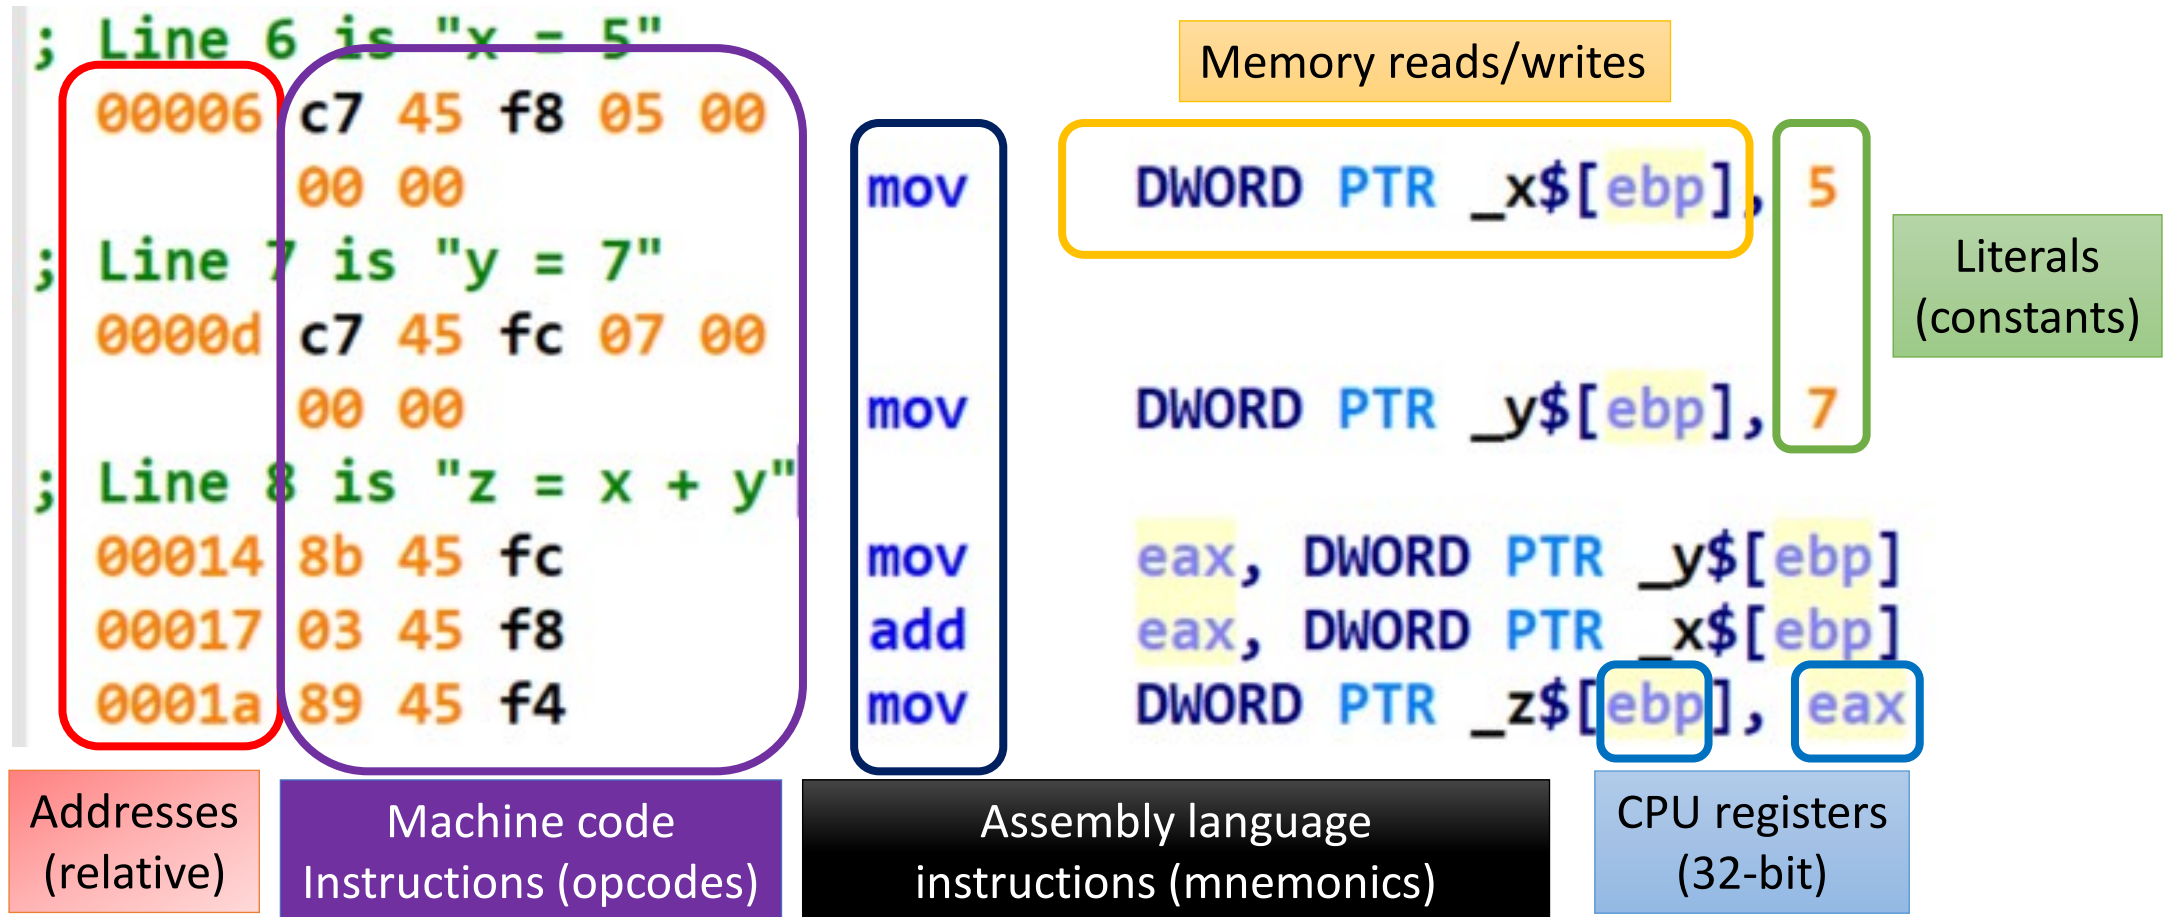 ; Line 6 is "x = 5"
Memory reads/writes
00006 c7 45 f8 05 00
00 00 mov DWORD PTR _x$[ebp], 5
; Line 7 is "y = 7"
Literals
(constants)
0000d c7 45 fc 07 00
00 00 mov DWORD PTR _y$[ebp], 7
; Line 8 is "z = x + y"
00014 8b 45 fc mov eax, DWORD PTR _y$[ebp]
00017 03 45 f8 add eax, DWORD PTR _x$[ebp]
0001a 89 45 f4 mov DWORD PTR _z$[ebp], eax
Addresses
(relative)
Machine code
Instructions (opcodes)
Assembly language
instructions (mnemonics)
CPU registers
(32-bit)